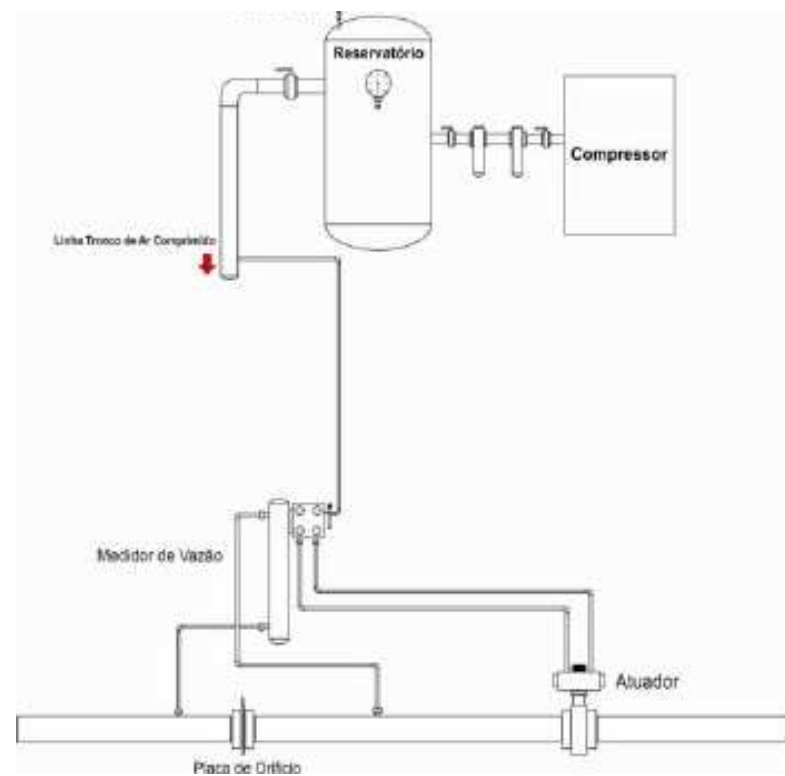 Reservatório
Compressor
Linha Tronco de Ar Comprimido
Medidor de Vazão
Atuador
Placa de Orifício